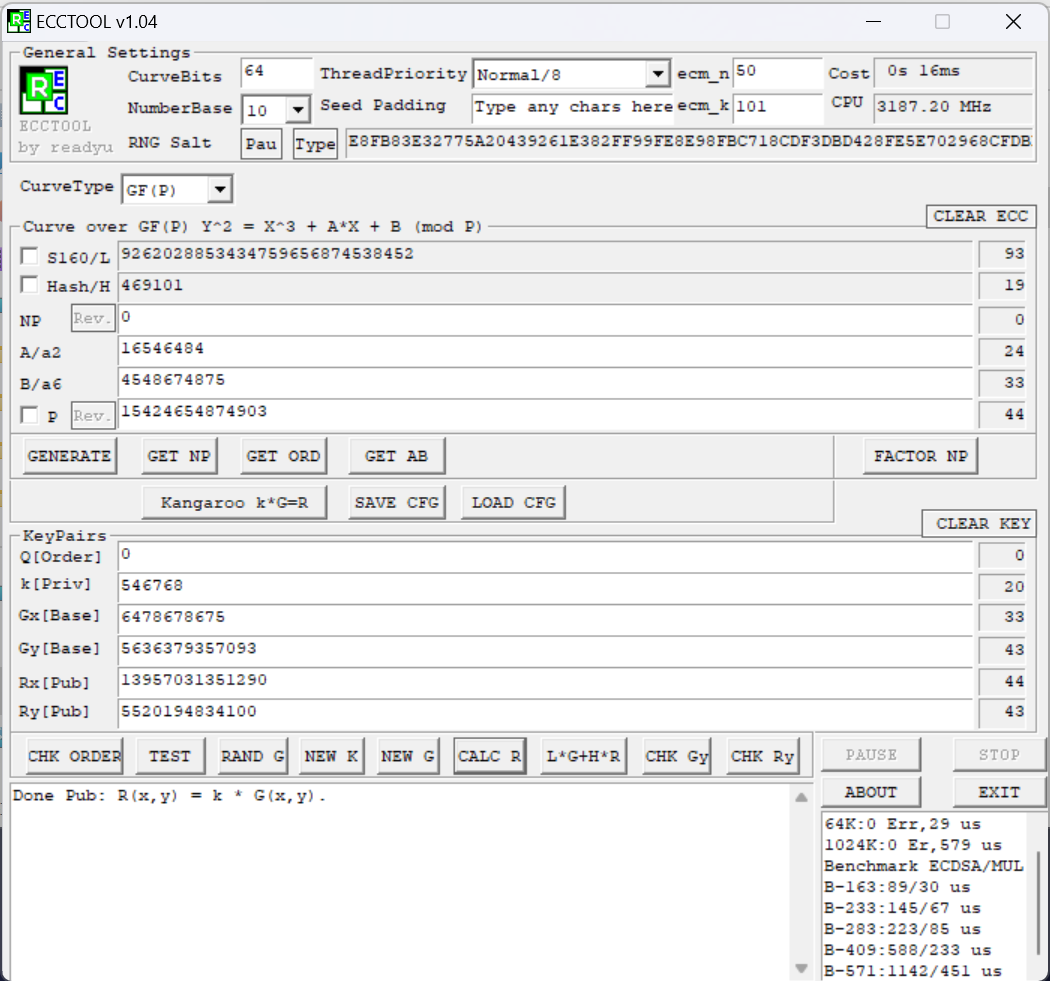 ECCTOOL v1.04
General Settings
R E C
ECCTOOL
by readyu
CurveBits 64 ThreadPriority Normal/8 ecm_n 50 Cost 0s 16ms
NumberBase 10 Seed Padding Type any chars here ecm_k 101 CPU 3187.20 MHz
RNG Salt Pau Type E8FB83E32775A20439261E382FF99FE8E98FBC718CDF3DBD428FE5E702968CFDB
CurveType GF(P)
CLEAR ECC
Curve over GF(P) Y^2 = X^3 + A*X + B (mod P)
S160/L 9262028853434759656874538452 93
Hash/H 469101 19
NP Rev. 0 0
A/a2 16546484 24
B/a6 4548674875 33
P Rev. 15424654874903 44
GENERATE GET NP GET ORD GET AB FACTOR NP
Kangaroo k*G=R SAVE CFG LOAD CFG
CLEAR KEY
KeyPairs
Q[Order] 0 0
k[Priv] 546768 20
Gx[Base] 6478678675 33
Gy[Base] 5636379357093 43
Rx[Pub] 13957031351290 44
Ry[Pub] 5520194834100 43
CHK ORDER TEST RAND G NEW K NEW G CALC R L*G+H*R CHK Gy CHK Ry PAUSE STOP
ABOUT EXIT
Done Pub: R(x,y) = k * G(x,y).
64K:0 Err,29 us
1024K:0 Er,579 us
Benchmark ECDSA/MUL
B-163:89/30 us
B-233:145/67 us
B-283:223/85 us
B-409:588/233 us
B-571:1142/451 us